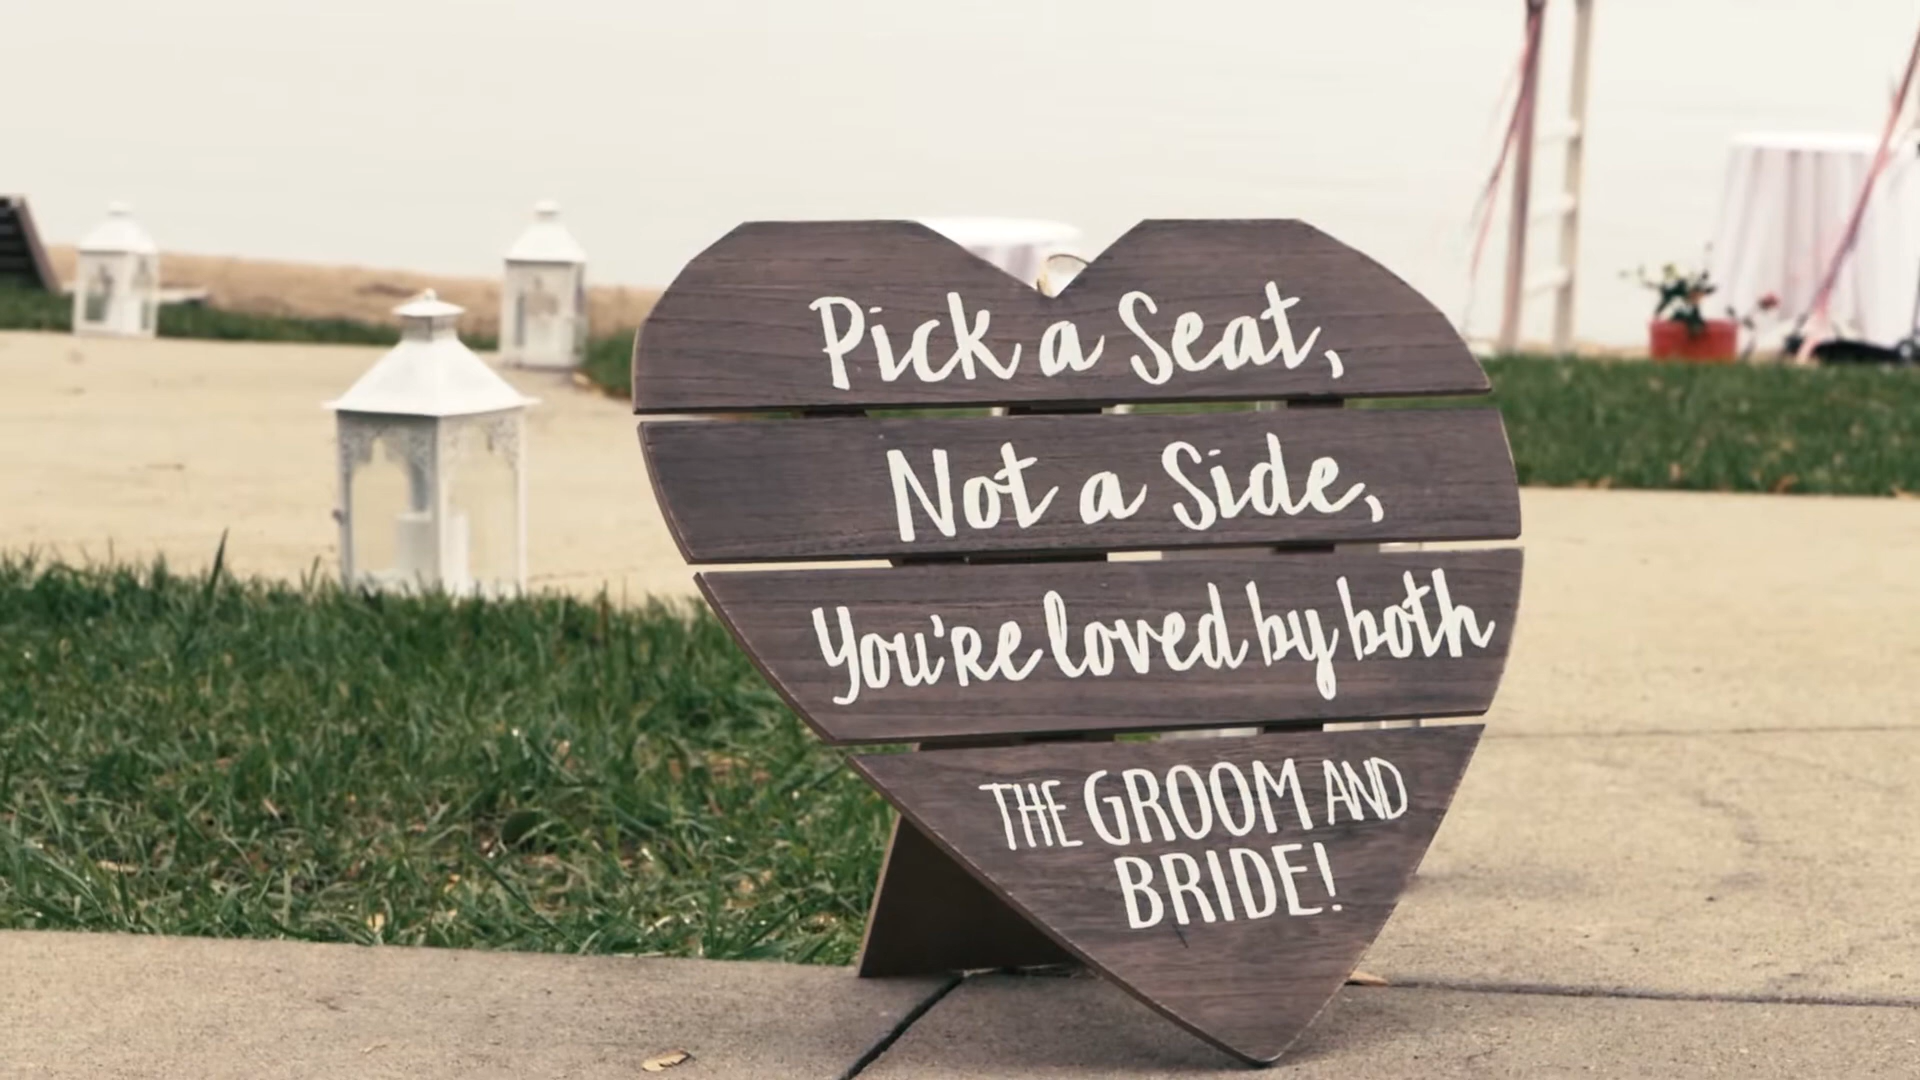 Pick a Seat,
Not a Side,
You're loved by both
THE GROOM AND
BRIDE!